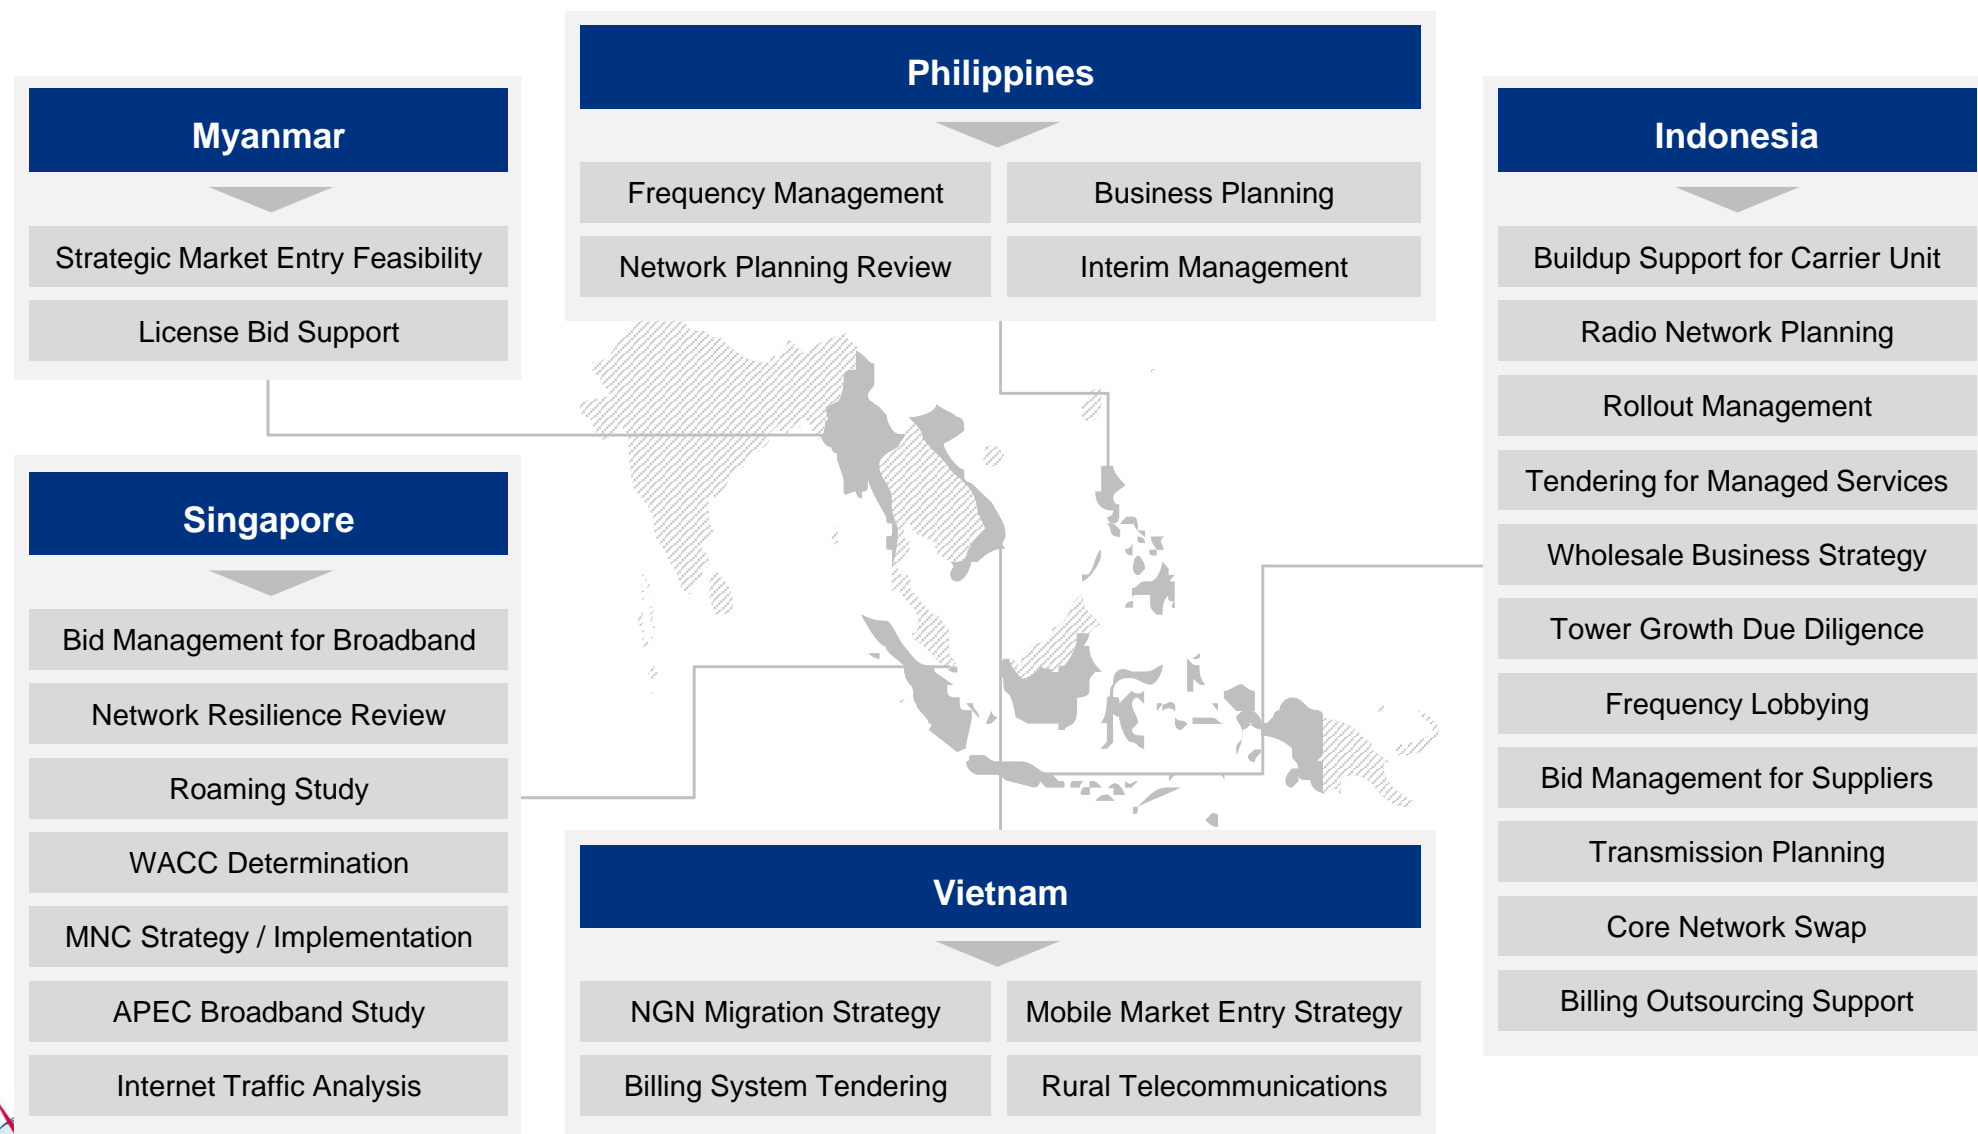 Philippines
Frequency Management
Business Planning
Network Planning Review
Interim Management
Myanmar
Strategic Market Entry Feasibility
License Bid Support
Singapore
Bid Management for Broadband
Network Resilience Review
Roaming Study
WACC Determination
MNC Strategy / Implementation
APEC Broadband Study
Internet Traffic Analysis
Vietnam
NGN Migration Strategy
Mobile Market Entry Strategy
Billing System Tendering
Rural Telecommunications
Indonesia
Buildup Support for Carrier Unit
Radio Network Planning
Rollout Management
Tendering for Managed Services
Wholesale Business Strategy
Tower Growth Due Diligence
Frequency Lobbying
Bid Management for Suppliers
Transmission Planning
Core Network Swap
Billing Outsourcing Support